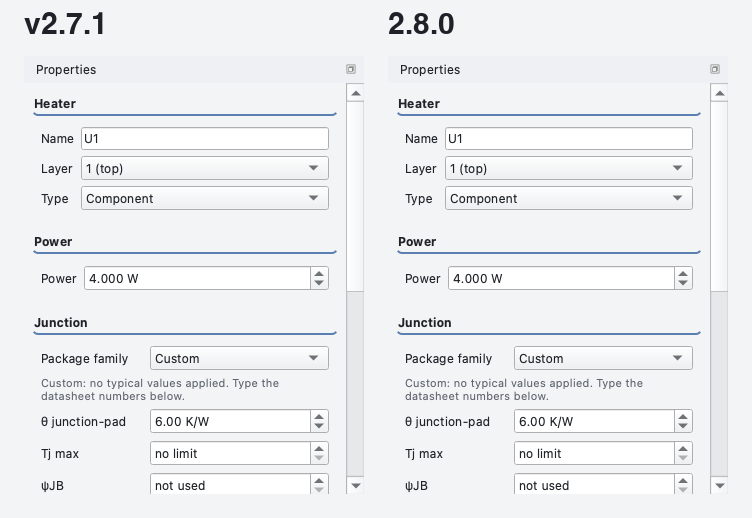 v2.7.1
Properties
Heater
Name U1
Layer 1 (top)
Type Component
Power
Power 4.000 W
Junction
Package family Custom
Custom: no typical values applied. Type the
datasheet numbers below.
θ junction-pad 6.00 K/W
Tj max no limit
ψJB not used
2.8.0
Properties
Heater
Name U1
Layer 1 (top)
Type Component
Power
Power 4.000 W
Junction
Package family Custom
Custom: no typical values applied. Type the
datasheet numbers below.
θ junction-pad 6.00 K/W
Tj max no limit
ψJB not used